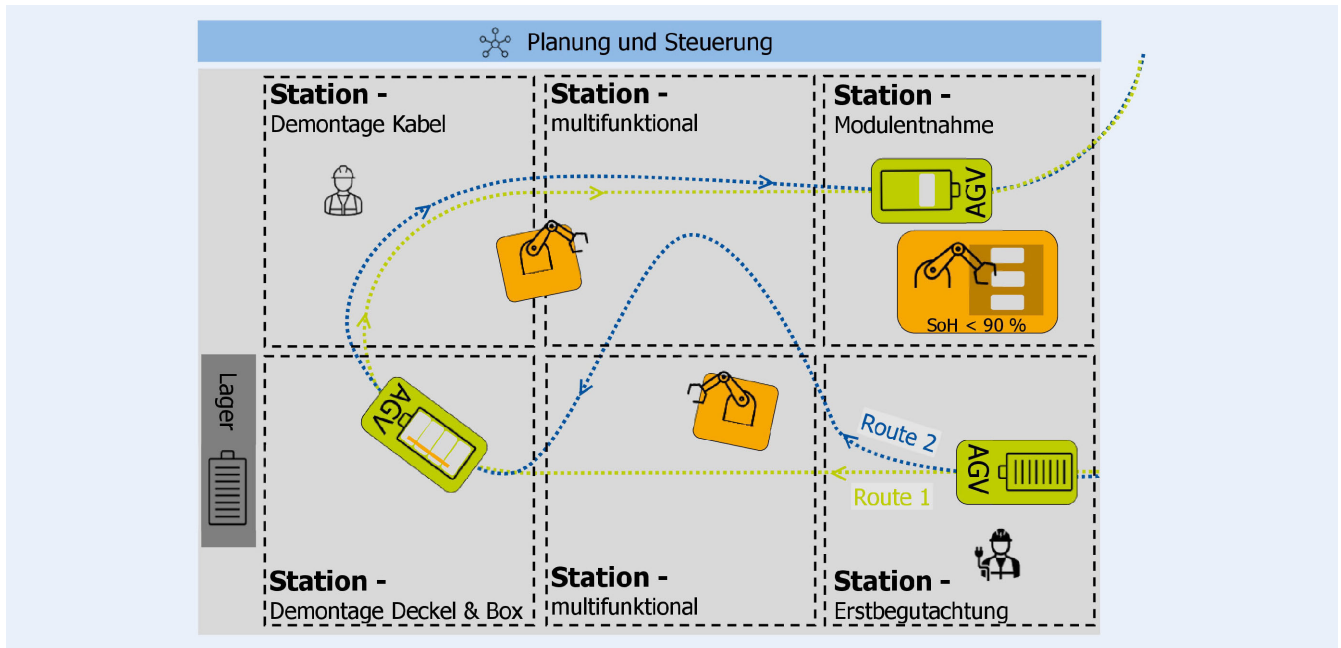 Planung und Steuerung
Station -
Demontage Kabel
Station -
multifunktional
Station -
Modulentnahme
AGV
SoH < 90 %
Lager
AGV
Route 2
AGV
Route 1
Station -
Demontage Deckel & Box
Station -
multifunktional
Station -
Erstbegutachtung